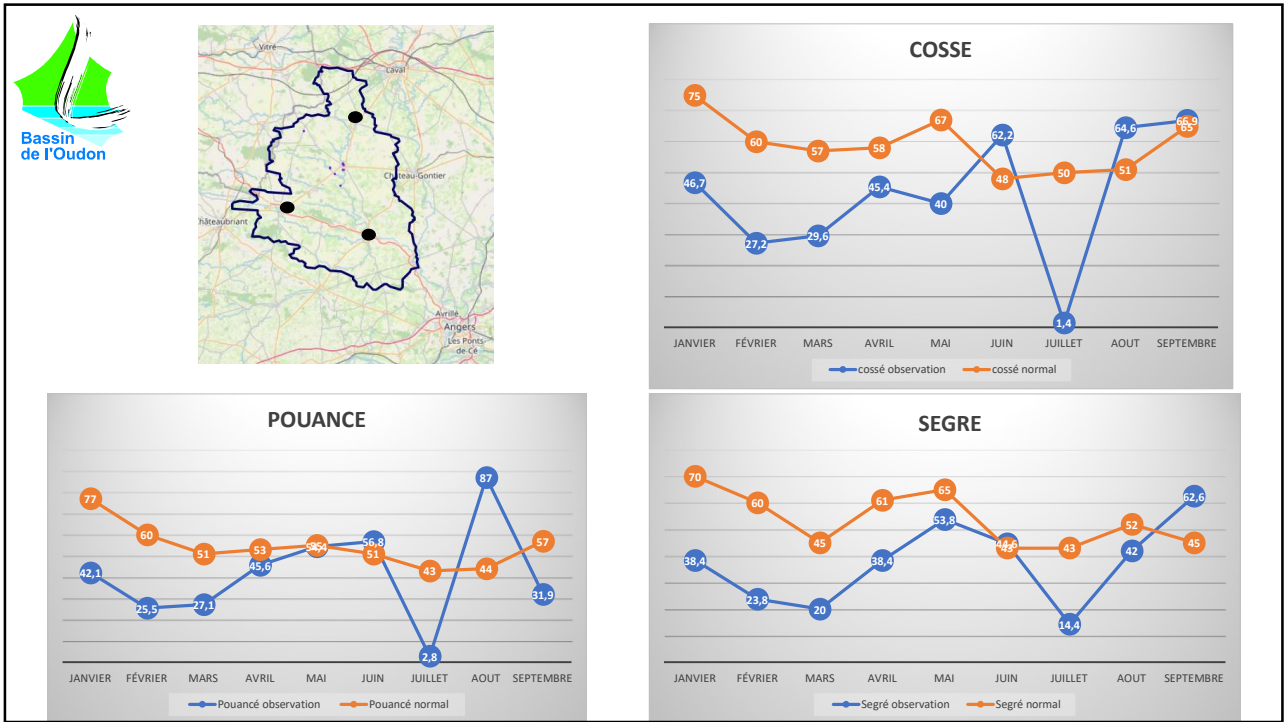 Bassin
de l'Oudon
Vitré
Laval
Château-Gontier
hâteaubriant
Avrillé
Angers
Les Ponts-
de-Cé
COSSE
75
60
57
58
67
48
50
51
65
46,7
27,2
29,6
45,4
40
62,2
1,4
64,6
66,9
JANVIER FÉVRIER MARS AVRIL MAI JUIN JUILLET AOUT SEPTEMBRE
cossé observation cossé normal
POUANCE
77
60
51
53
51
43
44
57
42,1
25,5
27,1
45,6
54,4
56,8
2,8
87
31,9
JANVIER FÉVRIER MARS AVRIL MAI JUIN JUILLET AOUT SEPTEMBRE
Pouancé observation Pouancé normal
SEGRE
70
60
45
61
65
43
43
52
45
38,4
23,8
20
38,4
53,8
44,6
14,4
42
62,6
JANVIER FÉVRIER MARS AVRIL MAI JUIN JUILLET AOUT SEPTEMBRE
Segré observation Segré normal